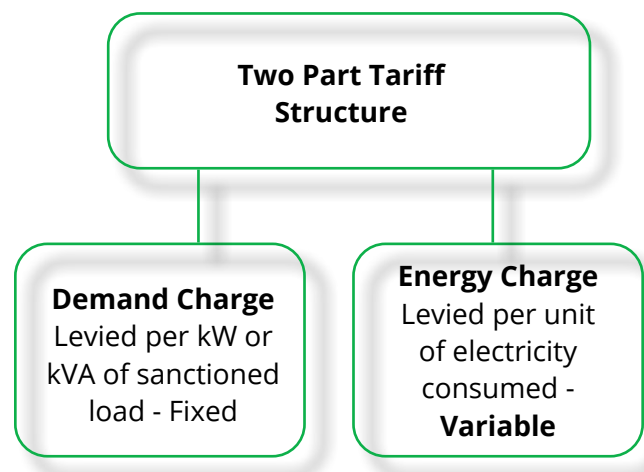 Two Part Tariff
Structure
Demand Charge
Levied per kW or
kVA of sanctioned
load - Fixed
Energy Charge
Levied per unit
of electricity
consumed -
Variable